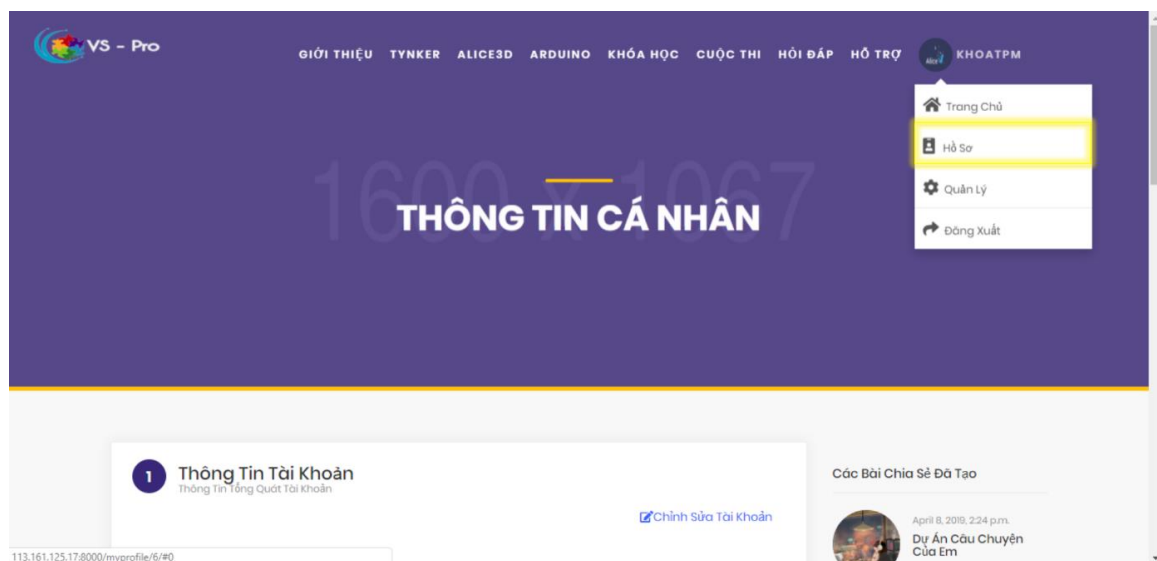 VS - Pro
GIỚI THIỆU TYNKER ALICE3D ARDUINO KHÓA HỌC CUỘC THI HỎI ĐÁP HỖ TRỢ Alice KHOATPM
Trang Chủ
Hồ Sơ
Quản Lý
Đăng Xuất
1600 x 1067
THÔNG TIN CÁ NHÂN
1 Thông Tin Tài Khoản
Thông Tin Tổng Quát Tài Khoản
Chỉnh Sửa Tài Khoản
Các Bài Chia Sẻ Đã Tạo
April 8, 2019, 2:24 p.m.
Dự Án Câu Chuyện
Của Em
113.161.125.17:8000/myprofile/6/#0